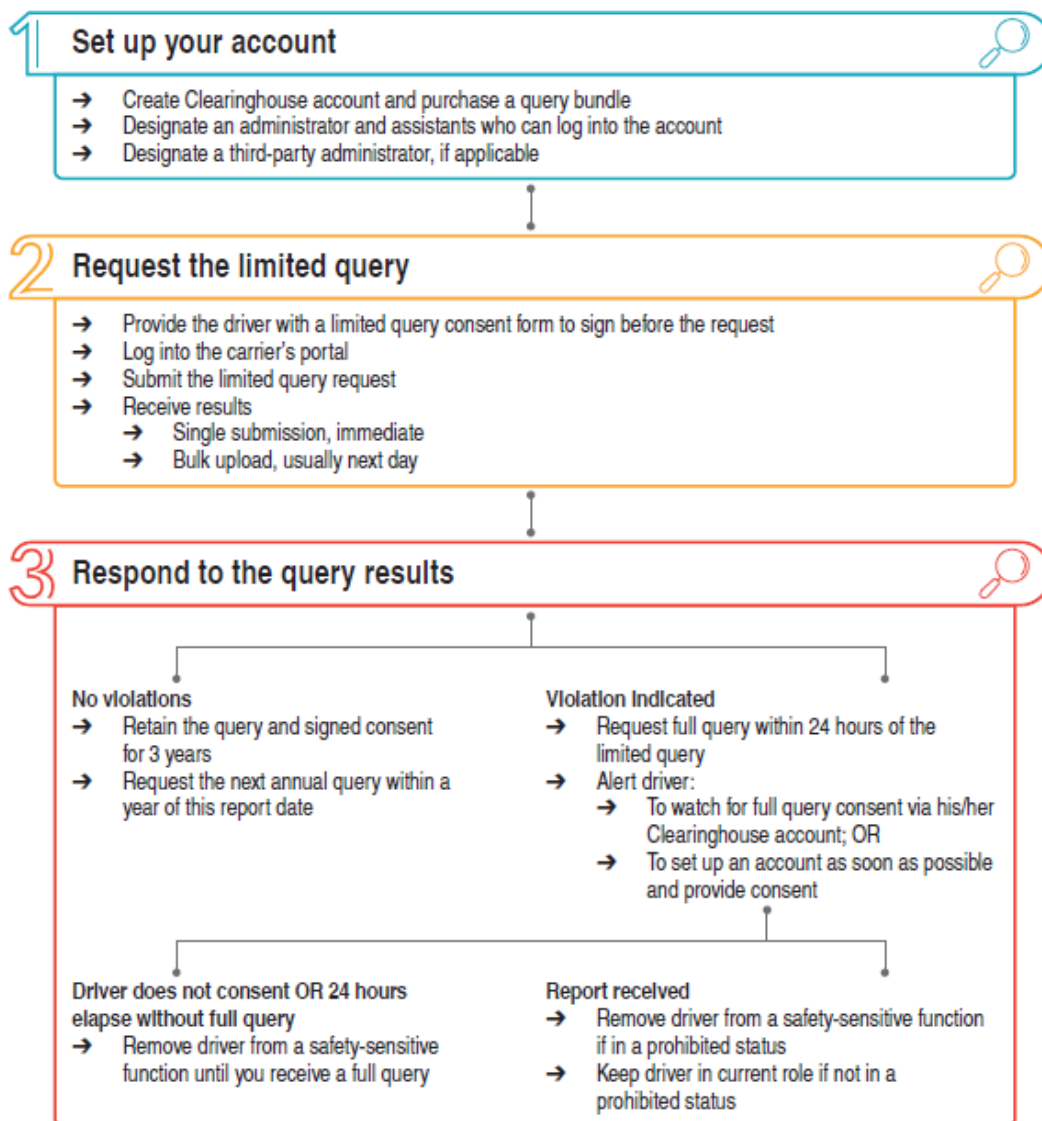 1 Set up your account
→ Create Clearinghouse account and purchase a query bundle
→ Designate an administrator and assistants who can log into the account
→ Designate a third-party administrator, if applicable
2 Request the limited query
→ Provide the driver with a limited query consent form to sign before the request
→ Log into the carrier's portal
→ Submit the limited query request
→ Receive results
→ Single submission, immediate
→ Bulk upload, usually next day
3 Respond to the query results
No violations
→ Retain the query and signed consent
for 3 years
→ Request the next annual query within a
year of this report date
Violation indicated
→ Request full query within 24 hours of the
limited query
→ Alert driver:
→ To watch for full query consent via his/her
Clearinghouse account; OR
→ To set up an account as soon as possible
and provide consent
Driver does not consent OR 24 hours
elapse without full query
→ Remove driver from a safety-sensitive
function until you receive a full query
Report received
→ Remove driver from a safety-sensitive function
if in a prohibited status
→ Keep driver in current role if not in a
prohibited status